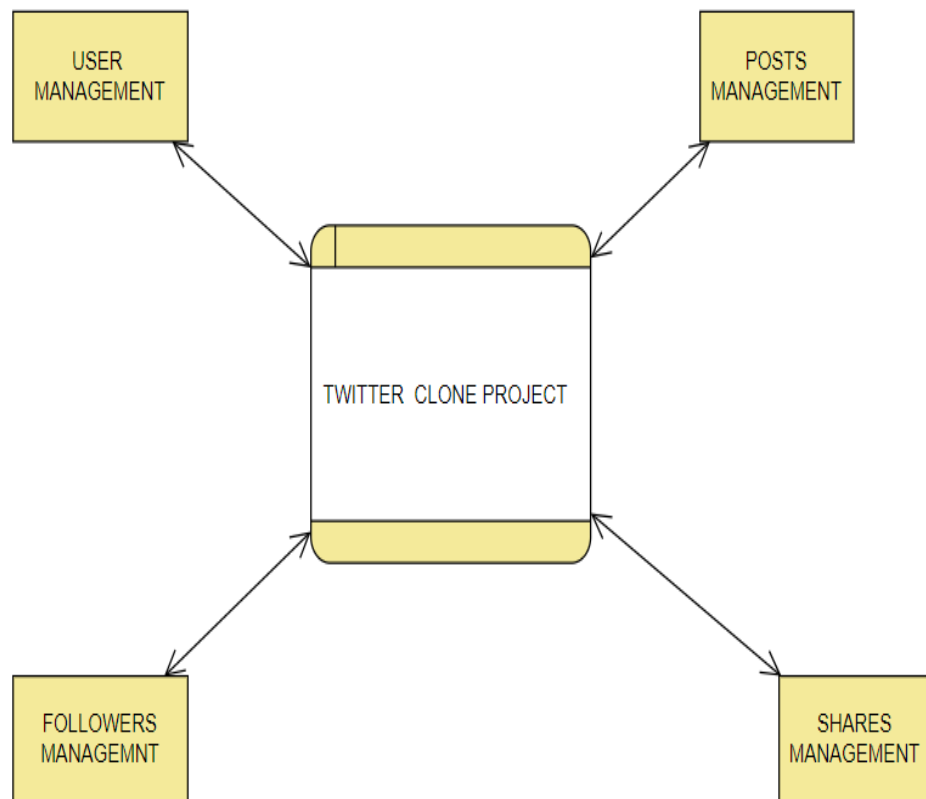 USER
MANAGEMENT
POSTS
MANAGEMENT
TWITTER CLONE PROJECT
FOLLOWERS
MANAGEMNT
SHARES
MANAGEMENT